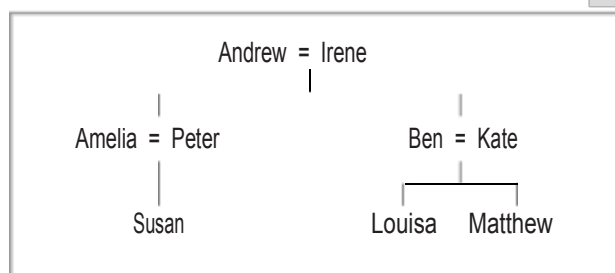 Andrew = Irene
Amelia = Peter Ben = Kate
Susan Louisa Matthew